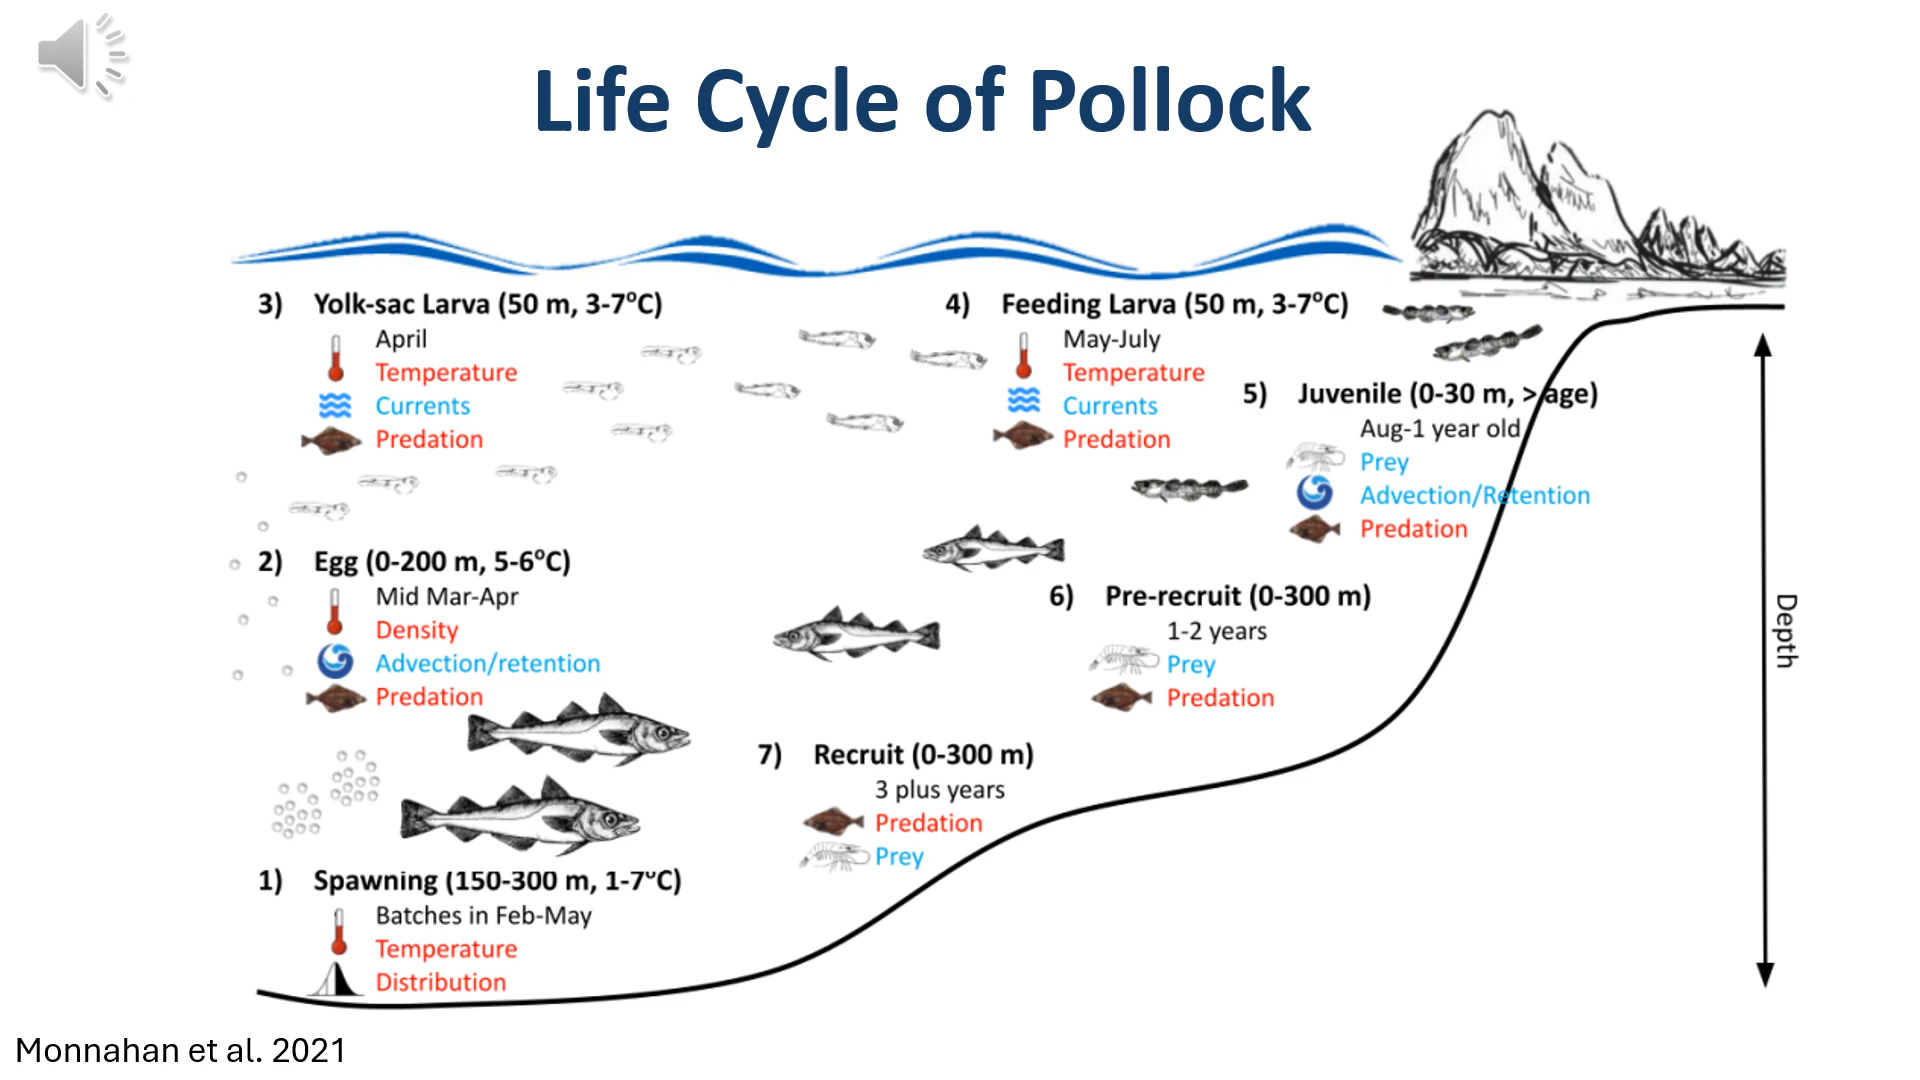 Life Cycle of Pollock
3) Yolk-sac Larva (50 m, 3-7ºC)
April
Temperature
Currents
Predation
4) Feeding Larva (50 m, 3-7ºC)
May-July
Temperature
Currents
Predation
5) Juvenile (0-30 m, > age)
Aug-1 year old
Prey
Advection/Retention
Predation
2) Egg (0-200 m, 5-6ºC)
Mid Mar-Apr
Density
Advection/retention
Predation
6) Pre-recruit (0-300 m)
1-2 years
Prey
Predation
7) Recruit (0-300 m)
3 plus years
Predation
Prey
1) Spawning (150-300 m, 1-7ºC)
Batches in Feb-May
Temperature
Distribution
Depth
Monnahan et al. 2021